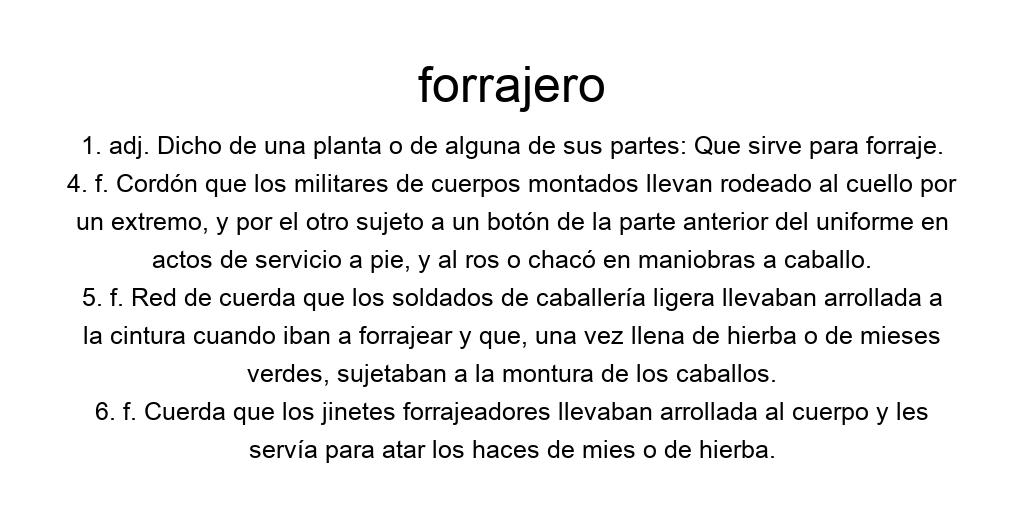 forrajero
1. adj. Dicho de una planta o de alguna de sus partes: Que sirve para forraje.
4. f. Cordón que los militares de cuerpos montados llevan rodeado al cuello por
un extremo, y por el otro sujeto a un botón de la parte anterior del uniforme en
actos de servicio a pie, y al ros o chacó en maniobras a caballo.
5. f. Red de cuerda que los soldados de caballería ligera llevaban arrollada a
la cintura cuando iban a forrajear y que, una vez llena de hierba o de mieses
verdes, sujetaban a la montura de los caballos.
6. f. Cuerda que los jinetes forrajeadores llevaban arrollada al cuerpo y les
servía para atar los haces de mies o de hierba.